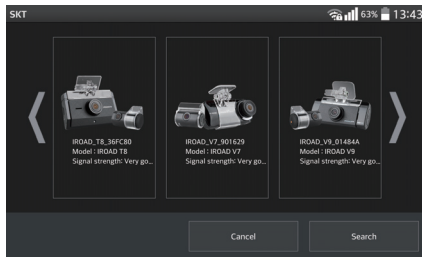 SKT 63% 13:43
IROAD_T8_36FC80
Model : IROAD T8
Signal strength: Very go...
IROAD_V7_901629
Model : IROAD V7
Signal strength: Very go...
IROAD_V9_01484A
Model : IROAD V9
Signal strength: Very go...
Cancel
Search